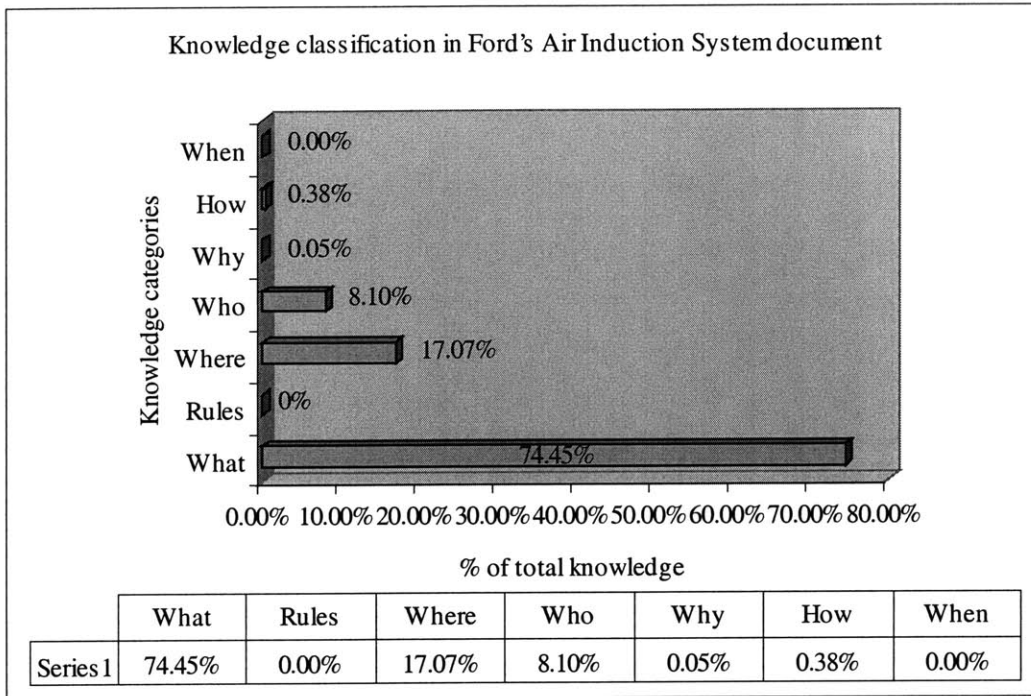 Knowledge classification in Ford's Air Induction System document
Knowledge categories
When 0.00%
How 0.38%
Why 0.05%
Who 8.10%
Where 17.07%
Rules 0%
What 74.45%
0.00% 10.00% 20.00% 30.00% 40.00% 50.00% 60.00% 70.00% 80.00%
% of total knowledge
What Rules Where Who Why How When
Series1 74.45% 0.00% 17.07% 8.10% 0.05% 0.38% 0.00%